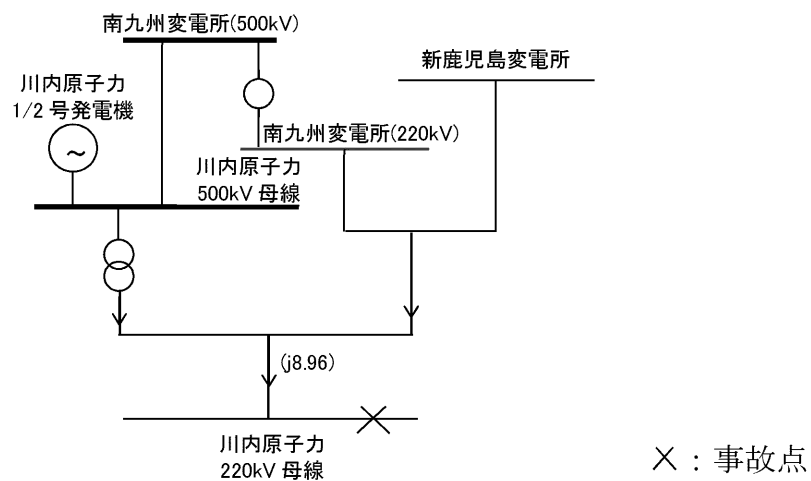 南九州変電所(500kV)
新鹿児島変電所
川内原子力
1/2 号発電機
～
南九州変電所(220kV)
川内原子力
500kV 母線
(j8.96)
川内原子力
220kV 母線
×：事故点